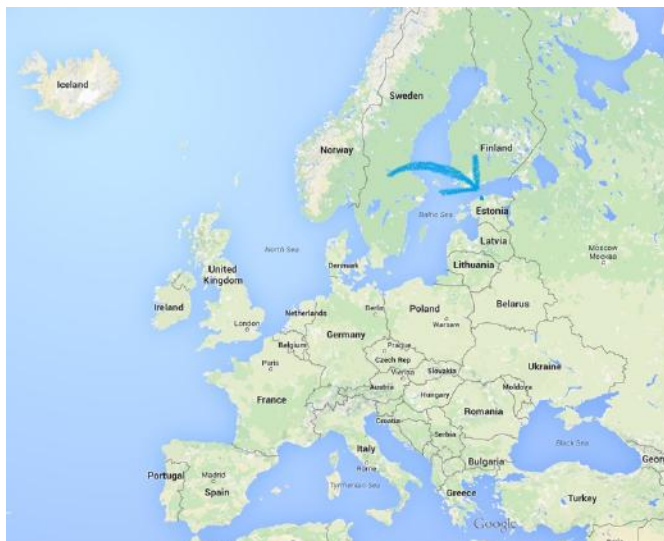 Iceland
Sweden
Norway
Finland
Baltic Sea
Estonia
North Sea
Latvia
Moscow
Москва
Denmark
Lithuania
United
Kingdom
Ireland
Netherlands
Berlin
Poland
Belarus
London
Warsaw
Germany
Belgium
Prague
Paris
Czech Rep
Ukraine
Slovakia
Vienna
Austria
Moldova
France
Hungary
Romania
Croatia
Serbia
Italy
Black Sea
Portugal
Madrid
Rome
Bulgaria
Geor
Spain
Tyrrhenian Sea
Greece
Turkey
Google